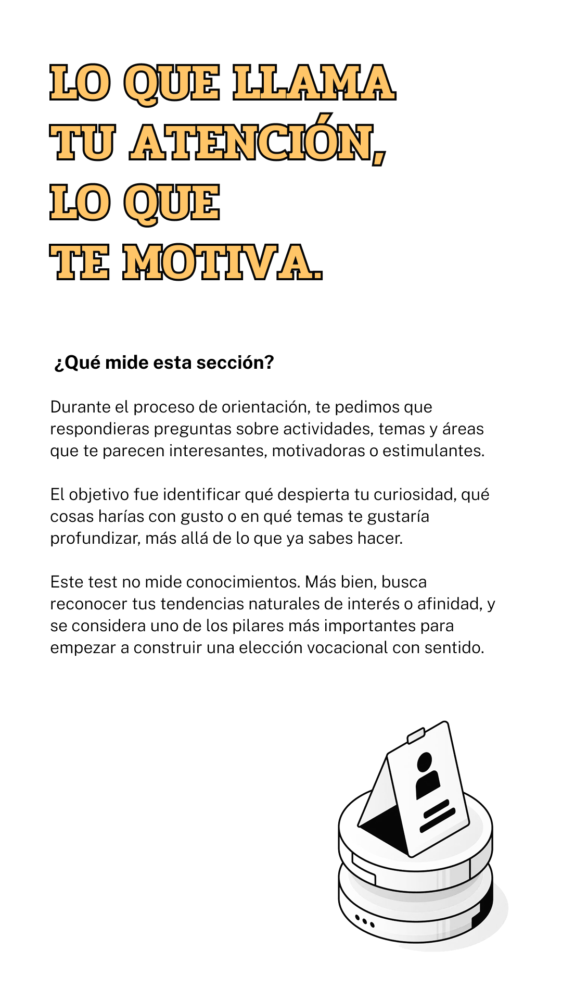 LO QUE LLAMA
TU ATENCIÓN,
LO QUE
TE MOTIVA.
¿Qué mide esta sección?
Durante el proceso de orientación, te pedimos que
respondieras preguntas sobre actividades, temas y áreas
que te parecen interesantes, motivadoras o estimulantes.
El objetivo fue identificar qué despierta tu curiosidad, qué
cosas harías con gusto o en qué temas te gustaría
profundizar, más allá de lo que ya sabes hacer.
Este test no mide conocimientos. Más bien, busca
reconocer tus tendencias naturales de interés o afinidad, y
se considera uno de los pilares más importantes para
empezar a construir una elección vocacional con sentido.